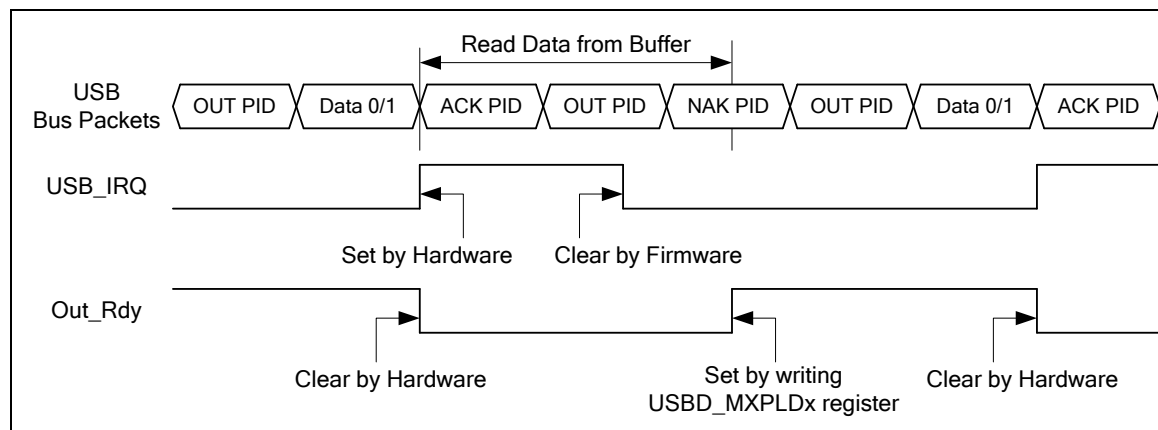 Read Data from Buffer
USB
Bus Packets
OUT PID
Data 0/1
ACK PID
OUT PID
NAK PID
OUT PID
Data 0/1
ACK PID
USB_IRQ
Set by Hardware
Clear by Firmware
Out_Rdy
Clear by Hardware
Set by writing
USBD_MXPLDx register
Clear by Hardware